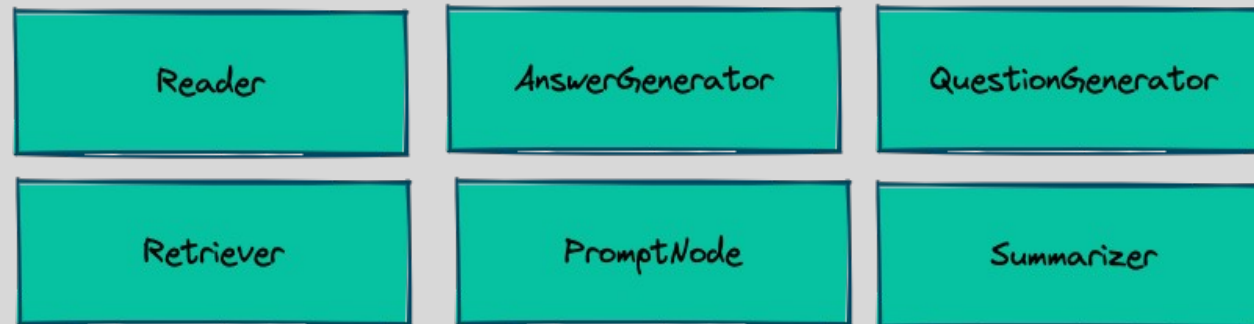 Reader
AnswerGenerator
QuestionGenerator
Retriever
PromptNode
Summarizer